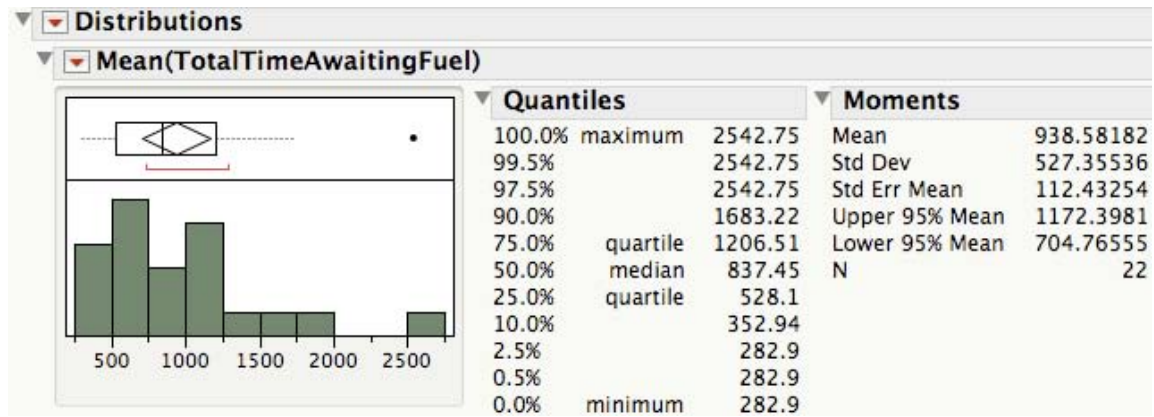 Distributions
Mean(TotalTimeAwaitingFuel)
500 1000 1500 2000 2500
Quantiles
100.0% maximum 2542.75
99.5% 2542.75
97.5% 2542.75
90.0% 1683.22
75.0% quartile 1206.51
50.0% median 837.45
25.0% quartile 528.1
10.0% 352.94
2.5% 282.9
0.5% 282.9
0.0% minimum 282.9
Moments
Mean 938.58182
Std Dev 527.35536
Std Err Mean 112.43254
Upper 95% Mean 1172.3981
Lower 95% Mean 704.76555
N 22